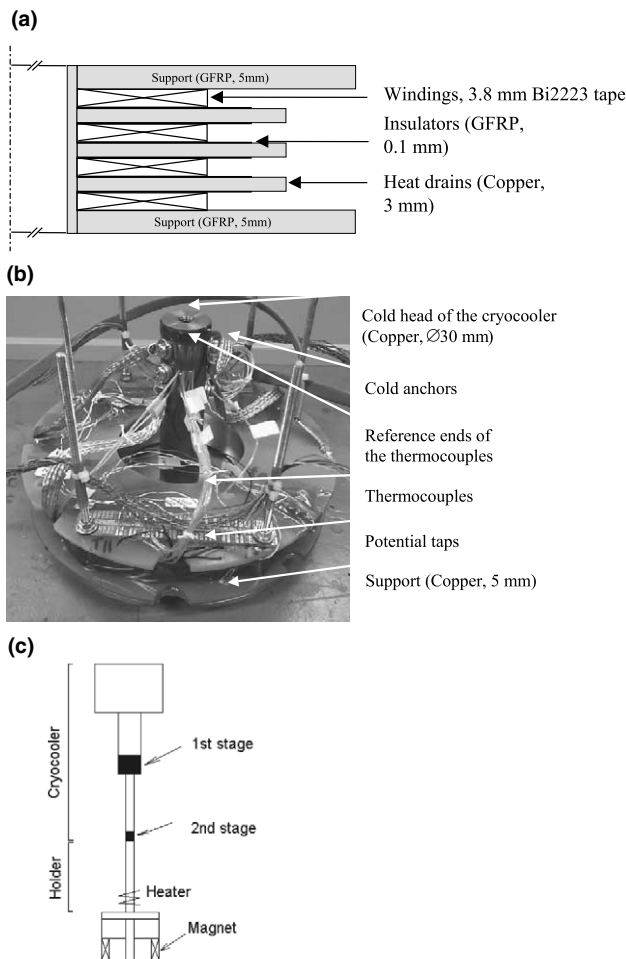 (a)
Support (GFRP, 5mm)
Windings, 3.8 mm Bi2223 tape
Insulators (GFRP,
0.1 mm)
Heat drains (Copper,
3 mm)
Support (GFRP, 5mm)
(b)
Cold head of the cryocooler
(Copper, Ø30 mm)
Cold anchors
Reference ends of
the thermocouples
Thermocouples
Potential taps
Support (Copper, 5 mm)
(c)
Cryocooler
1st stage
2nd stage
Holder
Heater
Magnet